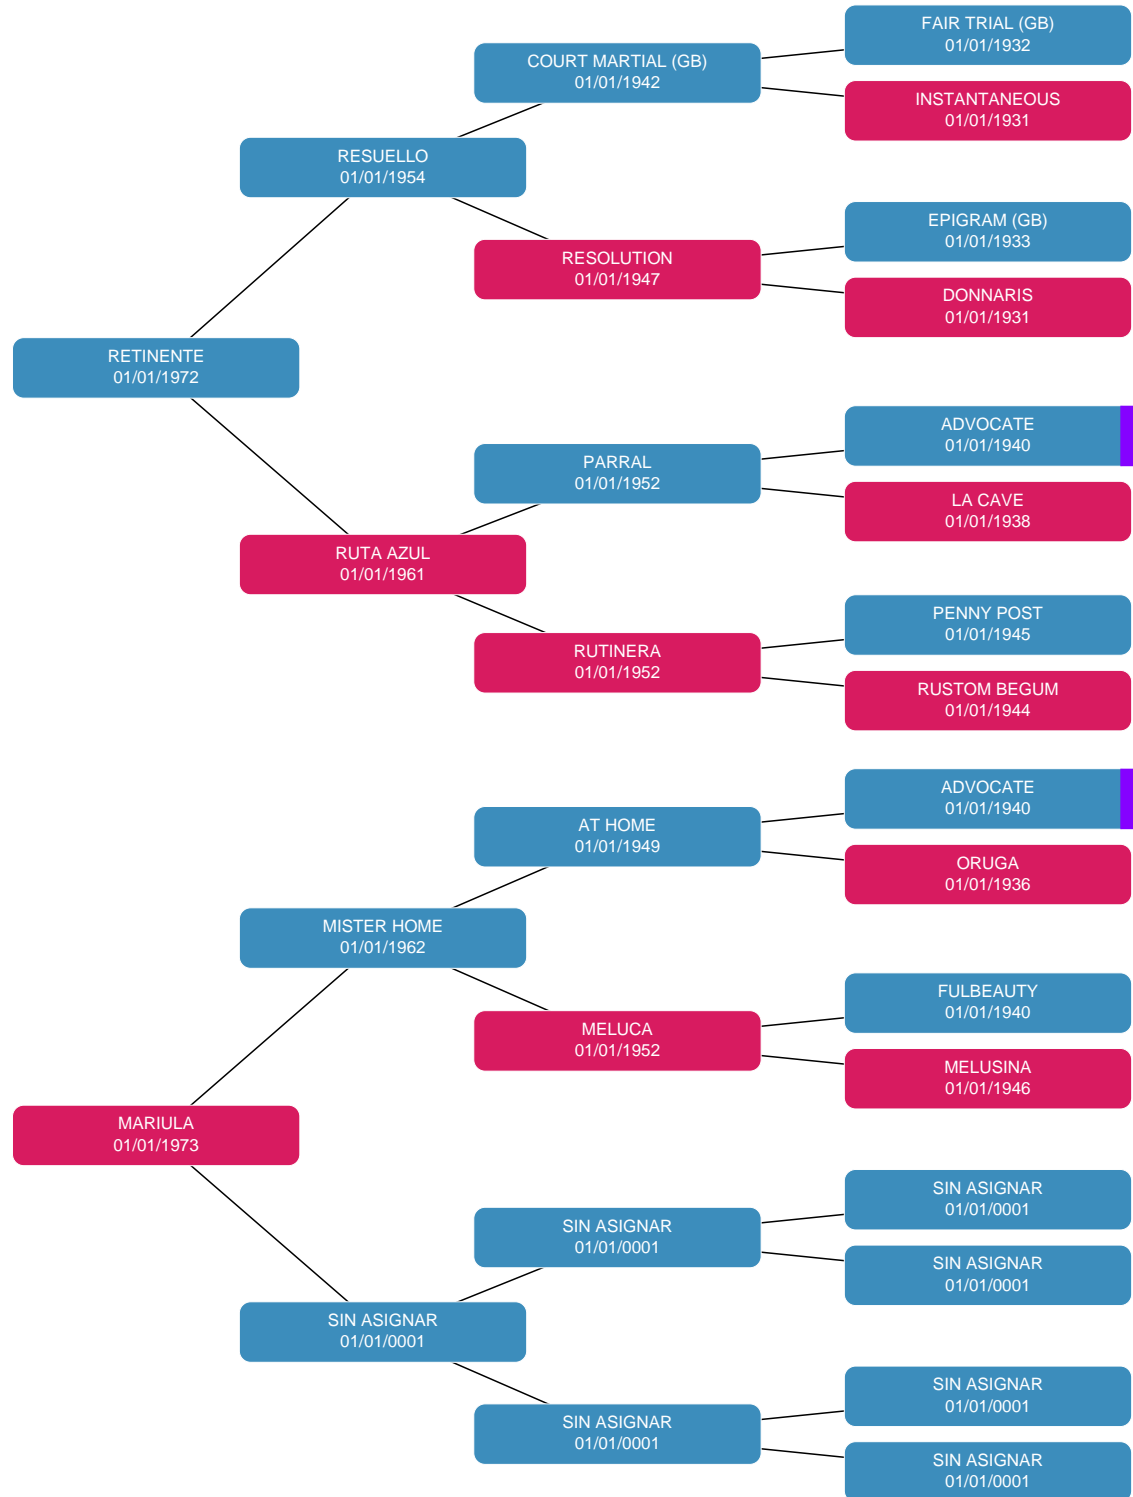 FAIR TRIAL (GB)
01/01/1932
COURT MARTIAL (GB)
01/01/1942
INSTANTANEOUS
01/01/1931
RESUELLO
01/01/1954
EPIGRAM (GB)
01/01/1933
RESOLUTION
01/01/1947
DONNARIS
01/01/1931
RETINENTE
01/01/1972
ADVOCATE
01/01/1940
PARRAL
01/01/1952
LA CAVE
01/01/1938
RUTA AZUL
01/01/1961
PENNY POST
01/01/1945
RUTINERA
01/01/1952
RUSTOM BEGUM
01/01/1944
ADVOCATE
01/01/1940
AT HOME
01/01/1949
ORUGA
01/01/1936
MISTER HOME
01/01/1962
FULBEAUTY
01/01/1940
MELUCA
01/01/1952
MELUSINA
01/01/1946
MARIULA
01/01/1973
SIN ASIGNAR
01/01/0001
SIN ASIGNAR
01/01/0001
SIN ASIGNAR
01/01/0001
SIN ASIGNAR
01/01/0001
SIN ASIGNAR
01/01/0001
SIN ASIGNAR
01/01/0001
SIN ASIGNAR
01/01/0001